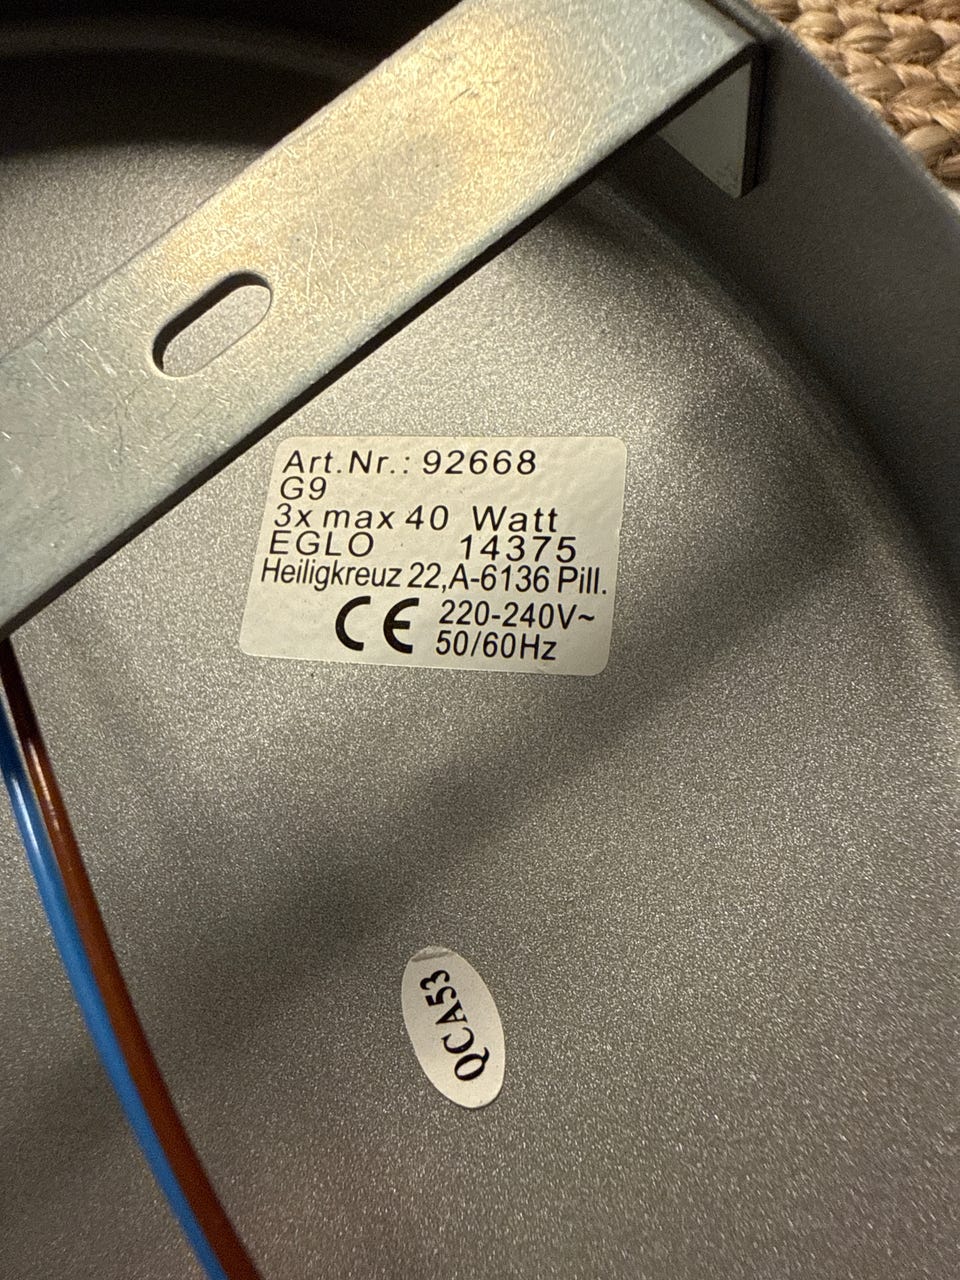 Art.Nr.: 92668
G9
3x max 40 Watt
EGLO 14375
Heiligkreuz 22,A-6136 Pill.
CE 220-240V~
50/60Hz
QCA53